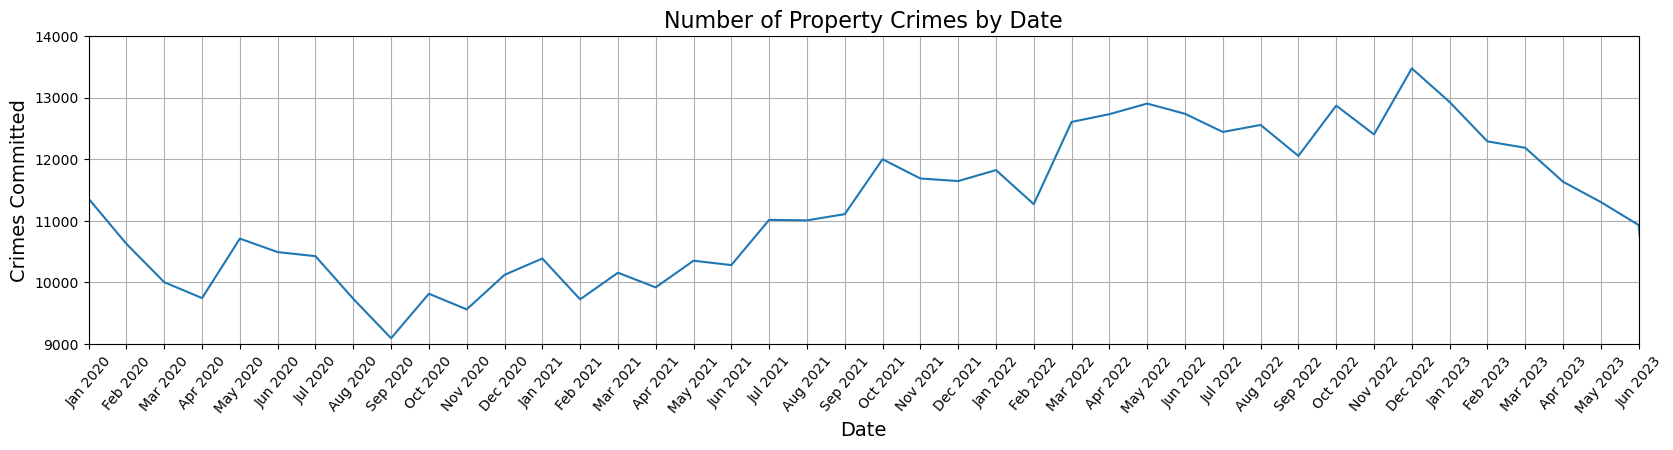 Number of Property Crimes by Date
Crimes Committed
14000
13000
12000
11000
10000
9000
Jan 2020
Feb 2020
Mar 2020
Apr 2020
May 2020
Jun 2020
Jul 2020
Aug 2020
Sep 2020
Oct 2020
Nov 2020
Dec 2020
Jan 2021
Feb 2021
Mar 2021
Apr 2021
May 2021
Jun 2021
Jul 2021
Aug 2021
Sep 2021
Oct 2021
Nov 2021
Dec 2021
Jan 2022
Feb 2022
Mar 2022
Apr 2022
May 2022
Jun 2022
Jul 2022
Aug 2022
Sep 2022
Oct 2022
Nov 2022
Dec 2022
Jan 2023
Feb 2023
Mar 2023
Apr 2023
May 2023
Jun 2023
Date